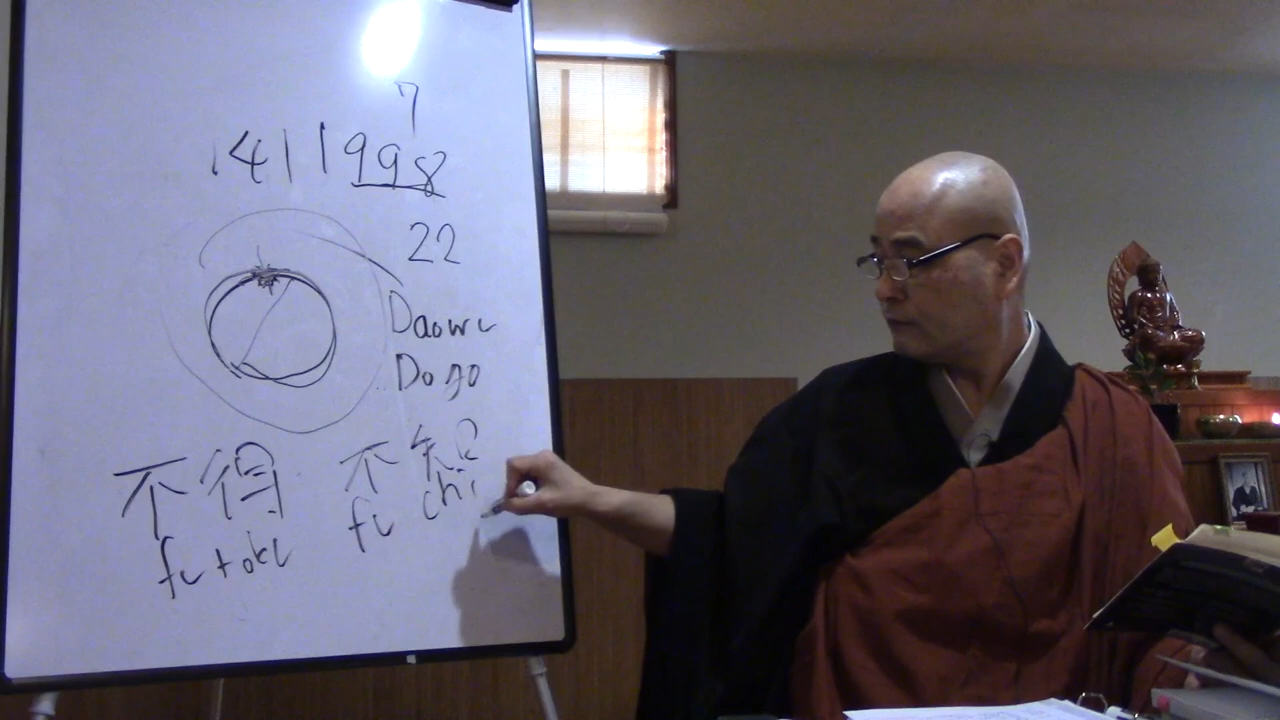 7
1411998
22
Daowu
Dogo
不得 不知
futoku fu chi